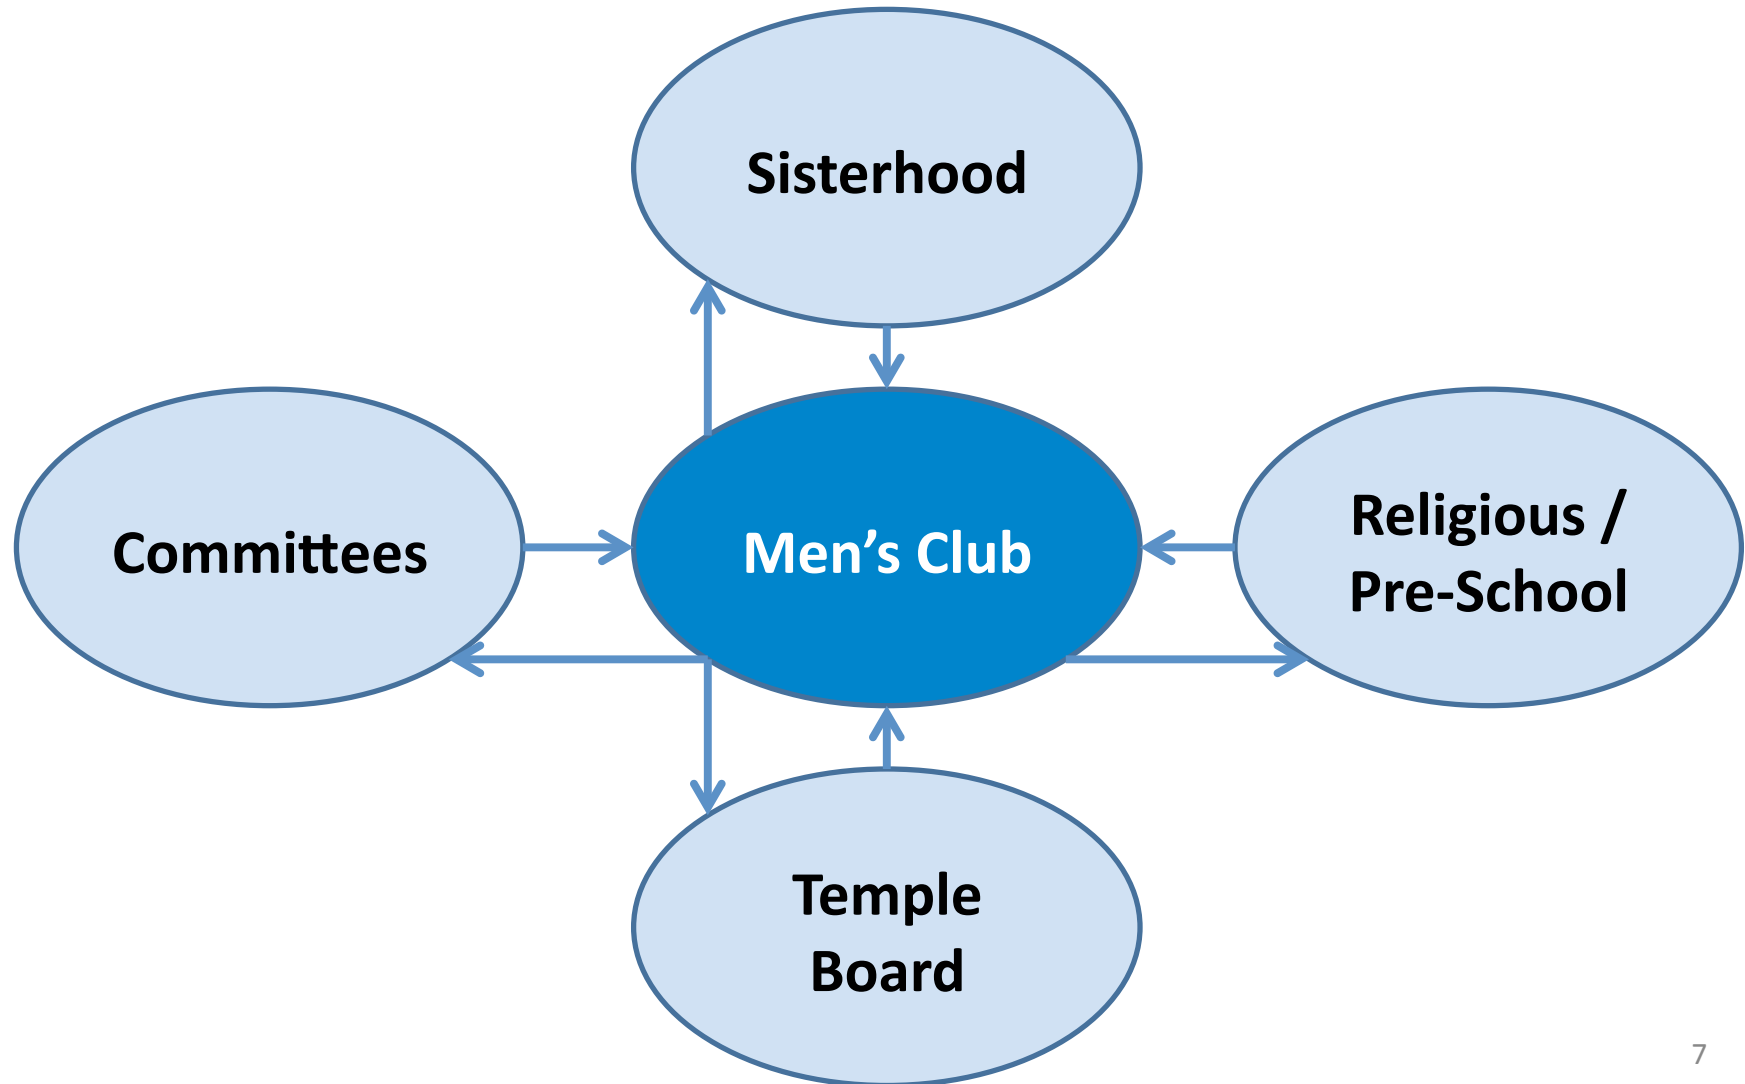 Sisterhood
Committees
Men’s Club
Religious /
Pre-School
Temple
Board
7